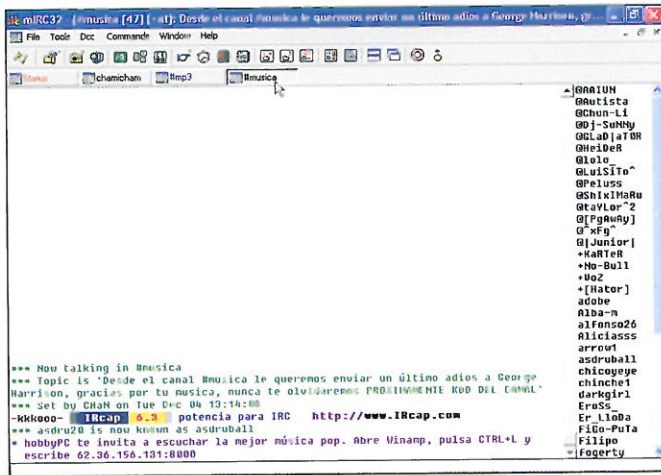 mIRC32 - [#musica [47] [+st]: Desde el canal #musica le queremos enviar un último adios a George Harrison, gr...
File Tools Dcc Commands Window Help
Status chamicham #mp3 #musica
@AAIUN
@Autista
@Chun-Li
@Dj-SuNNy
@GLaD|aT0R
@HeiDeR
@lolo_
@LuiSiTo^
@Peluss
@ShIxIMaRu
@taYLor^2
@[PgAwAy]
@^xFg^
@|Junior|
+KaRTeR
+No-Bull
+VoZ
+[Hator]
adobe
Alba-m
alfonso26
Aliciasss
arrow1
asdruball
chicoyeye
chinche1
darkgirl
EroSs_
Er_LloDa
FiGo-PuTa
Filipo
Fogerty
*** Now talking in #musica
*** Topic is 'Desde el canal #musica le queremos enviar un último adios a George
Harrison, gracias por tu musica, nunca te olvidaremos PROXIMAMENTE KDD DEL CANAL'
*** Set by CHaN on Tue Dec 04 13:14:08
-kkkooo- IRcap 6.3 potencia para IRC http://www.IRcap.com
*** asdru20 is now known as asdruball
* hobbyPC te invita a escuchar la mejor música pop. Abre Winamp, pulsa CTRL+L y
escribe 62.36.156.131:8000